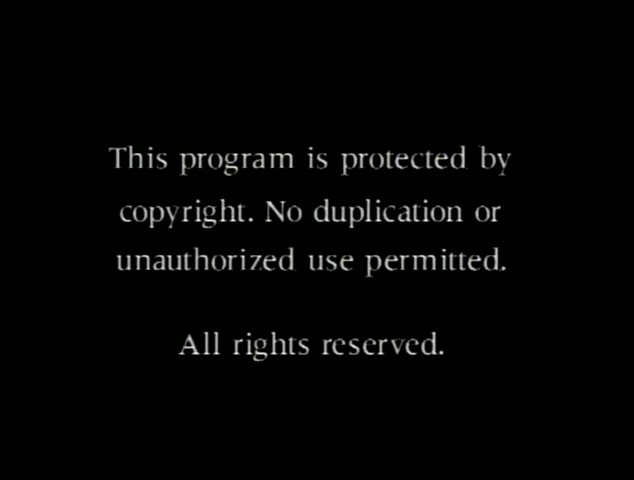 This program is protected by
copyright. No duplication or
unauthorized use permitted.
All rights reserved.